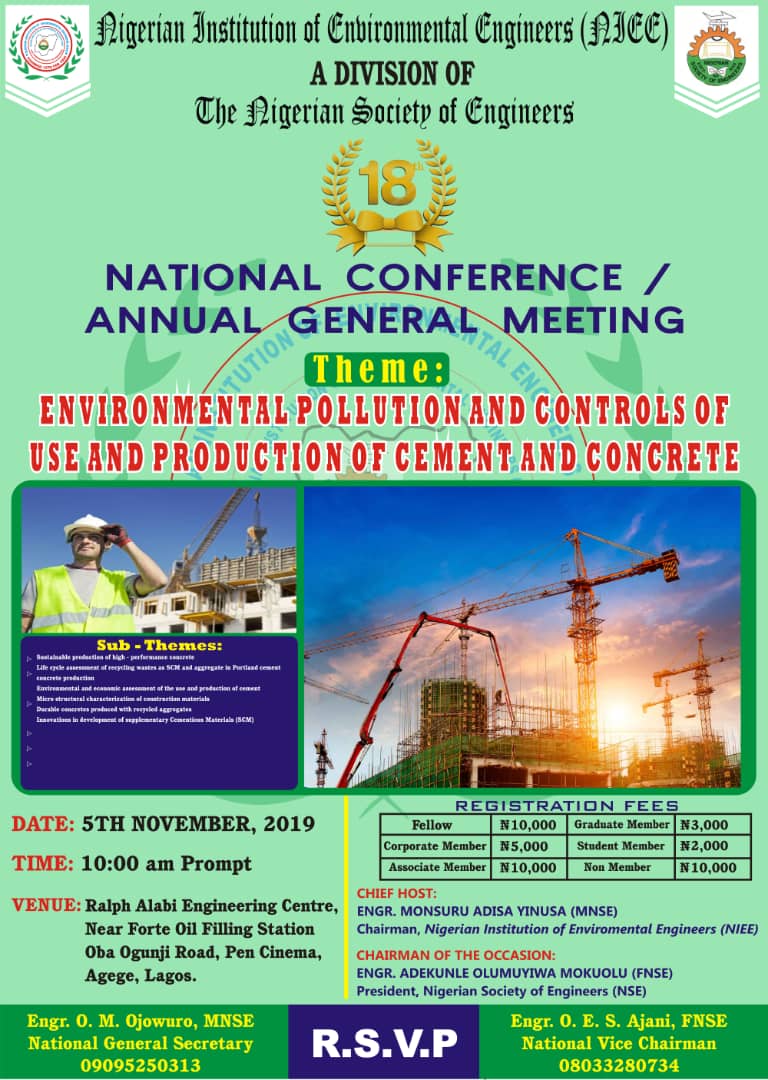 Nigerian Institution of Environmental Engineers (NIEE)
A DIVISION OF
The Nigerian Society of Engineers
18th
NATIONAL CONFERENCE /
ANNUAL GENERAL MEETING
Theme:
ENVIRONMENTAL POLLUTION AND CONTROLS OF
USE AND PRODUCTION OF CEMENT AND CONCRETE
Sub - Themes:
Sustainable production of high - performance concrete
Life cycle assessment of recycling wastes as SCM and aggregate in Portland cement
concrete production
Environmental and economic assessment of the use and production of cement
Micro structural characterization of construction materials
Durable concretes produced with recycled aggregates
Innovations in development of supplementary Cementious Materials (SCM)
DATE: 5TH NOVEMBER, 2019
TIME: 10:00 am Prompt
VENUE: Ralph Alabi Engineering Centre,
Near Forte Oil Filling Station
Oba Ogunji Road, Pen Cinema,
Agege, Lagos.
REGISTRATION FEES
Fellow ₦10,000 Graduate Member ₦3,000
Corporate Member ₦5,000 Student Member ₦2,000
Associate Member ₦10,000 Non Member ₦10,000
CHIEF HOST:
ENGR. MONSURU ADISA YINUSA (MNSE)
Chairman, Nigerian Institution of Enviromental Engineers (NIEE)
CHAIRMAN OF THE OCCASION:
ENGR. ADEKUNLE OLUMUYIWA MOKUOLU (FNSE)
President, Nigerian Society of Engineers (NSE)
Engr. O. M. Ojowuro, MNSE
National General Secretary
09095250313
R.S.V.P
Engr. O. E. S. Ajani, FNSE
National Vice Chairman
08033280734